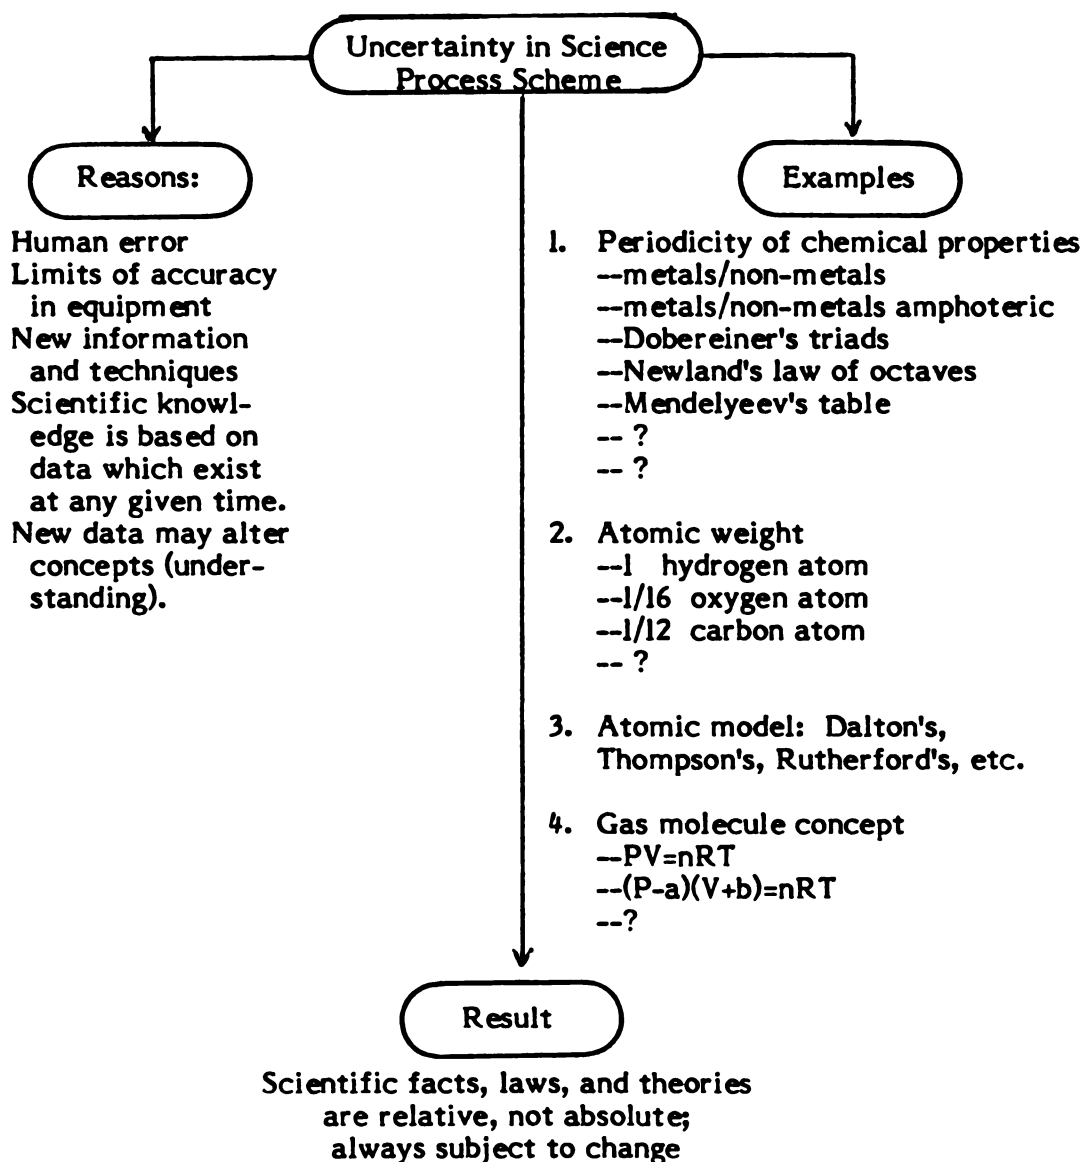 Uncertainty in Science
Process Scheme
Reasons:
Human error
Limits of accuracy
in equipment
New information
and techniques
Scientific knowl-
edge is based on
data which exist
at any given time.
New data may alter
concepts (under-
standing).
Examples
1. Periodicity of chemical properties
--metals/non-metals
--metals/non-metals amphoteric
--Dobereiner's triads
--Newland's law of octaves
--Mendelyeev's table
-- ?
-- ?
2. Atomic weight
--1 hydrogen atom
--1/16 oxygen atom
--1/12 carbon atom
-- ?
3. Atomic model: Dalton's,
Thompson's, Rutherford's, etc.
4. Gas molecule concept
--PV=nRT
--(P-a)(V+b)=nRT
--?
Result
Scientific facts, laws, and theories
are relative, not absolute;
always subject to change